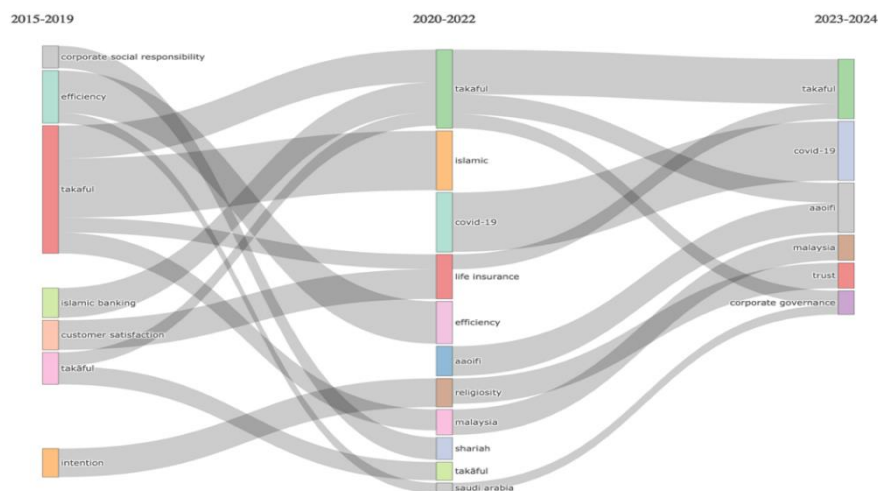 2015-2019
2020-2022
2023-2024
corporate social responsibility
efficiency
takaful
islamic banking
customer satisfaction
takāful
intention
takaful
islamic
covid-19
life insurance
efficiency
aaoifi
religiosity
malaysia
shariah
takāful
saudi arabia
takaful
covid-19
aaoifi
malaysia
trust
corporate governance